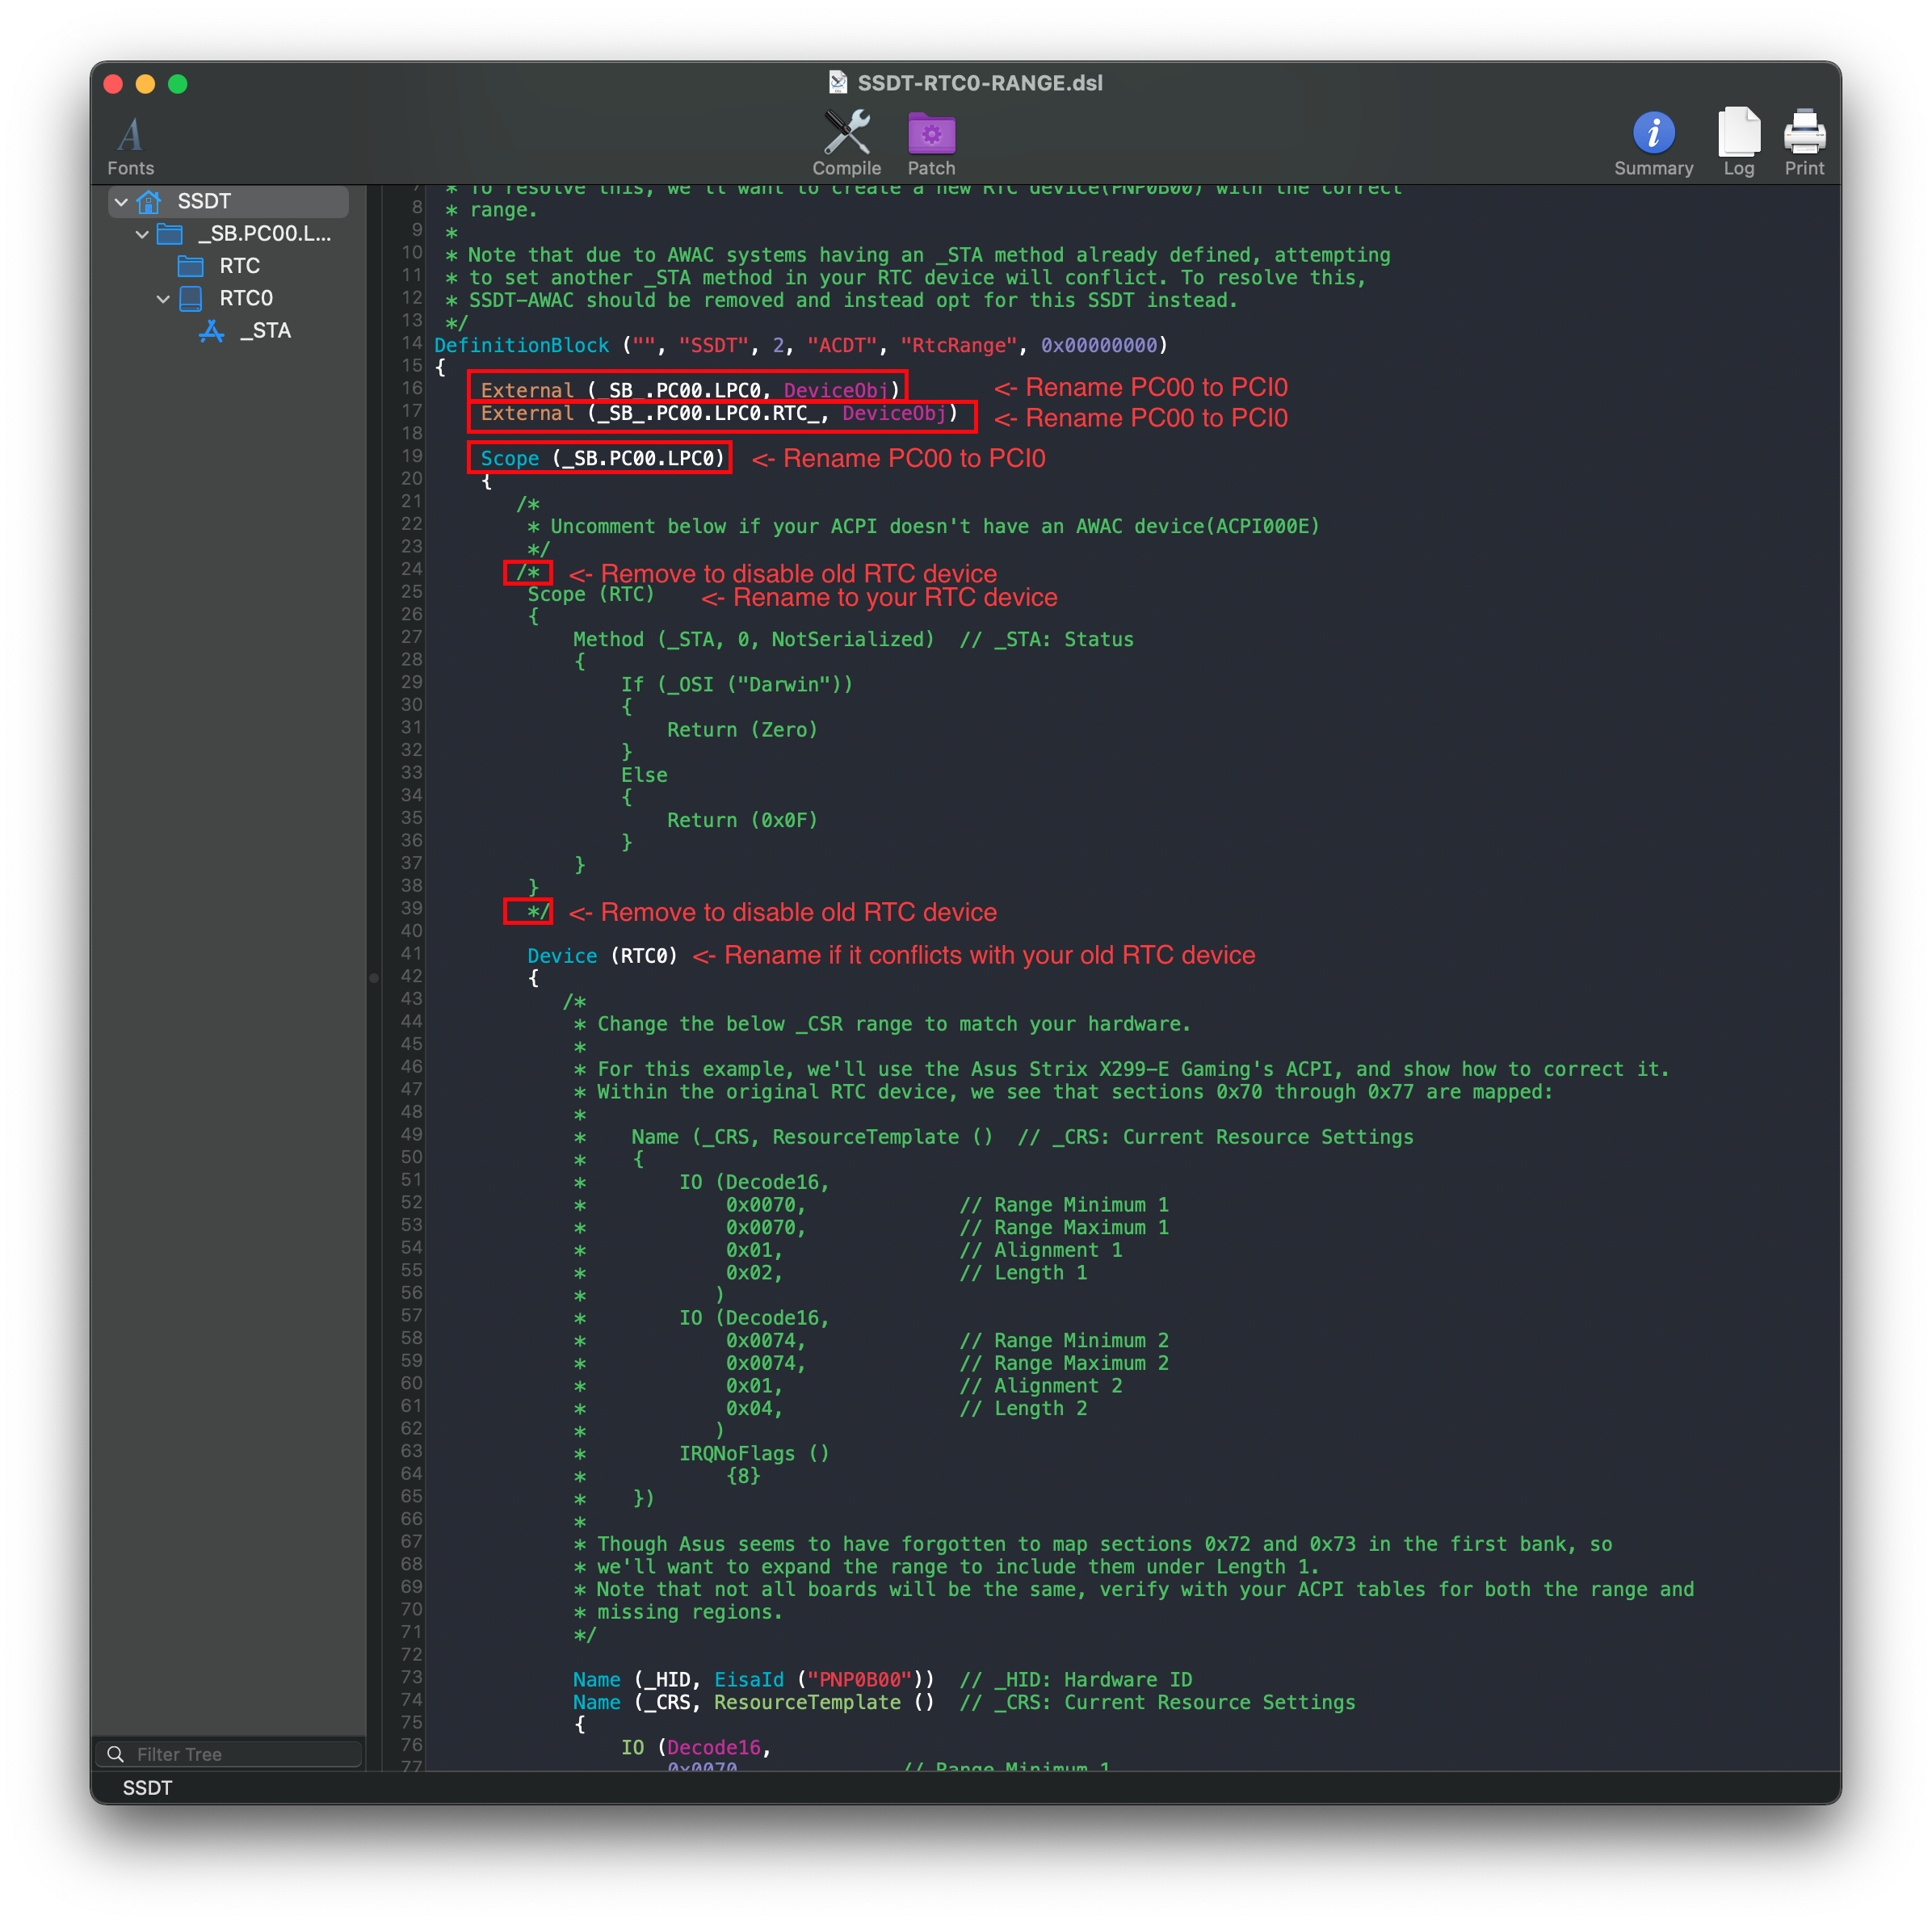 SSDT-RTC0-RANGE.dsl
A
Fonts
Compile
Patch
Summary
Log
Print
SSDT
_SB.PC00.L...
RTC
RTC0
_STA
7 * To resolve this, we'll want to create a new RTC device(PNP0B00) with the correct
8 * range.
9 *
10 * Note that due to AWAC systems having an _STA method already defined, attempting
11 * to set another _STA method in your RTC device will conflict. To resolve this,
12 * SSDT-AWAC should be removed and instead opt for this SSDT instead.
13 */
14 DefinitionBlock ("", "SSDT", 2, "ACDT", "RtcRange", 0x00000000)
15 {
16 External (_SB_.PC00.LPC0, DeviceObj) <- Rename PC00 to PCI0
17 External (_SB_.PC00.LPC0.RTC_, DeviceObj) <- Rename PC00 to PCI0
18
19 Scope (_SB.PC00.LPC0) <- Rename PC00 to PCI0
20 {
21 /*
22 * Uncomment below if your ACPI doesn't have an AWAC device(ACPI000E)
23 */
24 /* <- Remove to disable old RTC device
25 Scope (RTC) <- Rename to your RTC device
26 {
27 Method (_STA, 0, NotSerialized) // _STA: Status
28 {
29 If (_OSI ("Darwin"))
30 {
31 Return (Zero)
32 }
33 Else
34 {
35 Return (0x0F)
36 }
37 }
38 }
39 */ <- Remove to disable old RTC device
40
41 Device (RTC0) <- Rename if it conflicts with your old RTC device
42 {
43 /*
44 * Change the below _CSR range to match your hardware.
45 *
46 * For this example, we'll use the Asus Strix X299-E Gaming's ACPI, and show how to correct it.
47 * Within the original RTC device, we see that sections 0x70 through 0x77 are mapped:
48 *
49 * Name (_CRS, ResourceTemplate () // _CRS: Current Resource Settings
50 * {
51 * IO (Decode16,
52 * 0x0070, // Range Minimum 1
53 * 0x0070, // Range Maximum 1
54 * 0x01, // Alignment 1
55 * 0x02, // Length 1
56 * )
57 * IO (Decode16,
58 * 0x0074, // Range Minimum 2
59 * 0x0074, // Range Maximum 2
60 * 0x01, // Alignment 2
61 * 0x04, // Length 2
62 * )
63 * IRQNoFlags ()
64 * {8}
65 * })
66 *
67 * Though Asus seems to have forgotten to map sections 0x72 and 0x73 in the first bank, so
68 * we'll want to expand the range to include them under Length 1.
69 * Note that not all boards will be the same, verify with your ACPI tables for both the range and
70 * missing regions.
71 */
72
73 Name (_HID, EisaId ("PNP0B00")) // _HID: Hardware ID
74 Name (_CRS, ResourceTemplate () // _CRS: Current Resource Settings
75 {
76 IO (Decode16,
77 0x0070, // Range Minimum 1
Filter Tree
SSDT